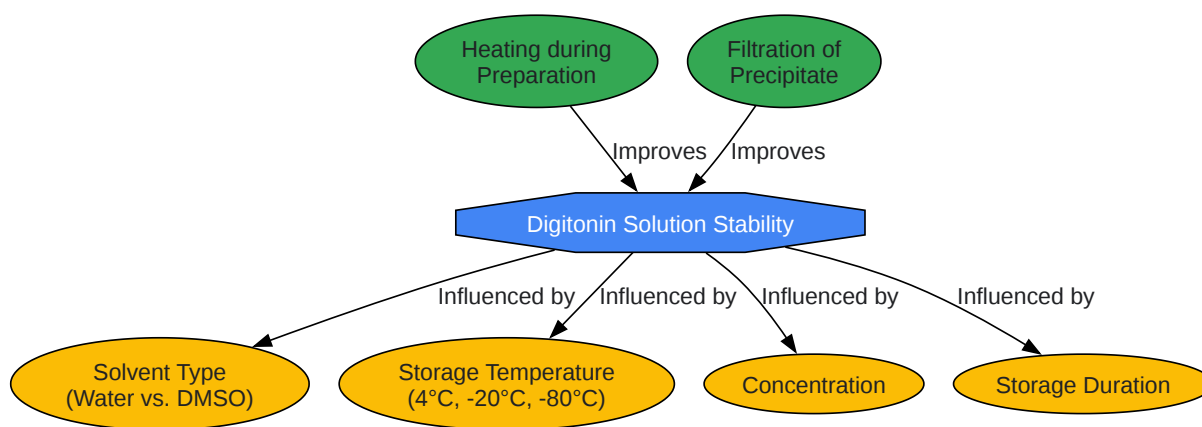 Heating during
Preparation
Filtration of
Precipitate
Improves
Improves
Digitonin Solution Stability
Influenced by
Influenced by
Influenced by
Influenced by
Solvent Type
(Water vs. DMSO)
Storage Temperature
(4°C, -20°C, -80°C)
Concentration
Storage Duration